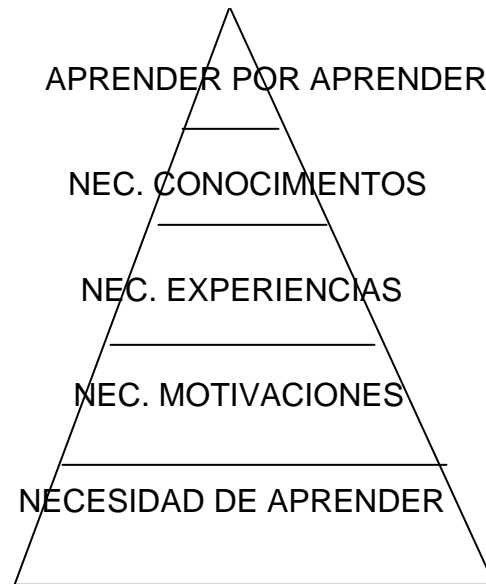 APRENDER POR APRENDER
NEC. CONOCIMIENTOS
NEC. EXPERIENCIAS
NEC. MOTIVACIONES
NECESIDAD DE APRENDER